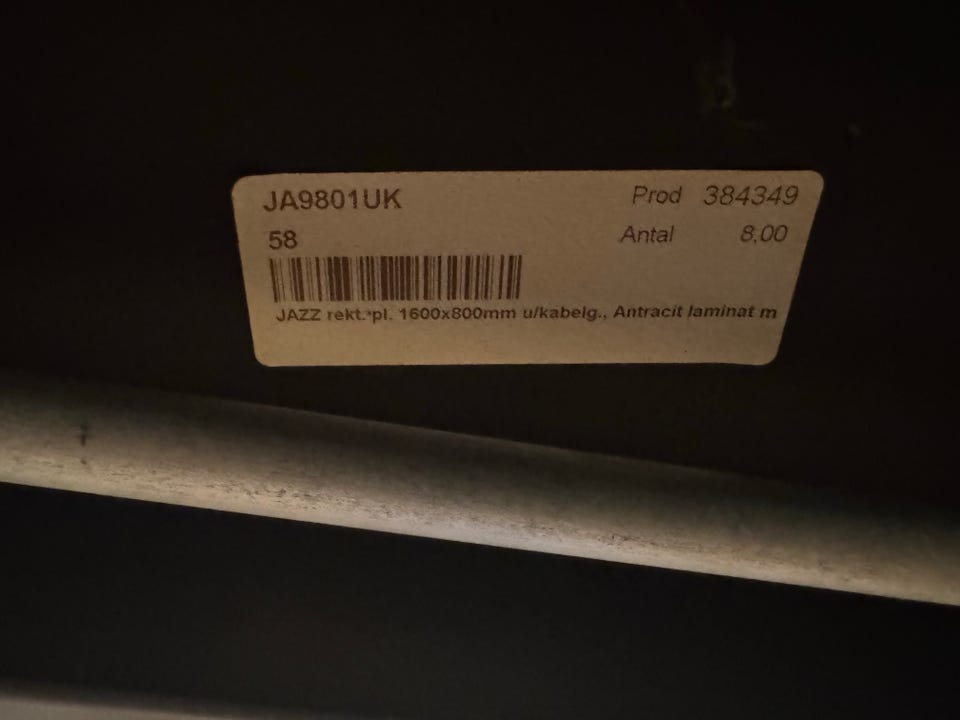 JA9801UK Prod 384349
58 Antal 8,00
JAZZ rekt. pl. 1600x800mm u/kabelg., Antracit laminat m